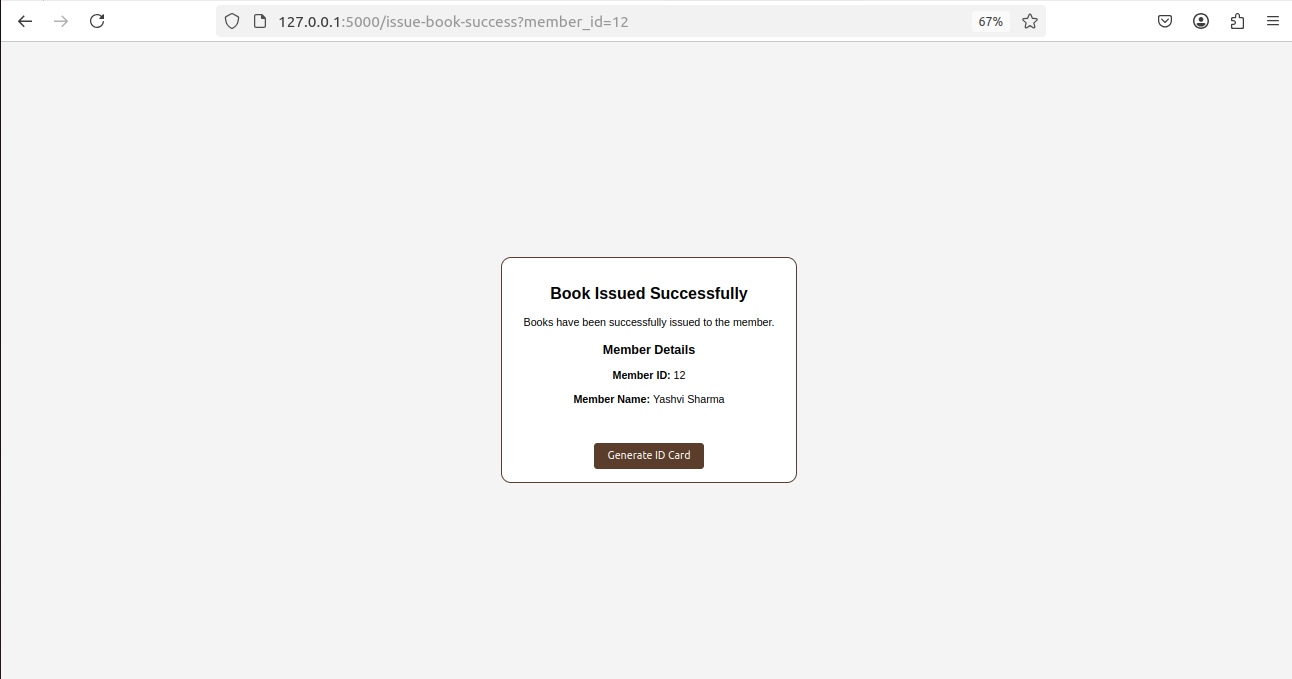 127.0.0.1:5000/issue-book-success?member_id=12
67%
Book Issued Successfully
Books have been successfully issued to the member.
Member Details
Member ID: 12
Member Name: Yashvi Sharma
Generate ID Card